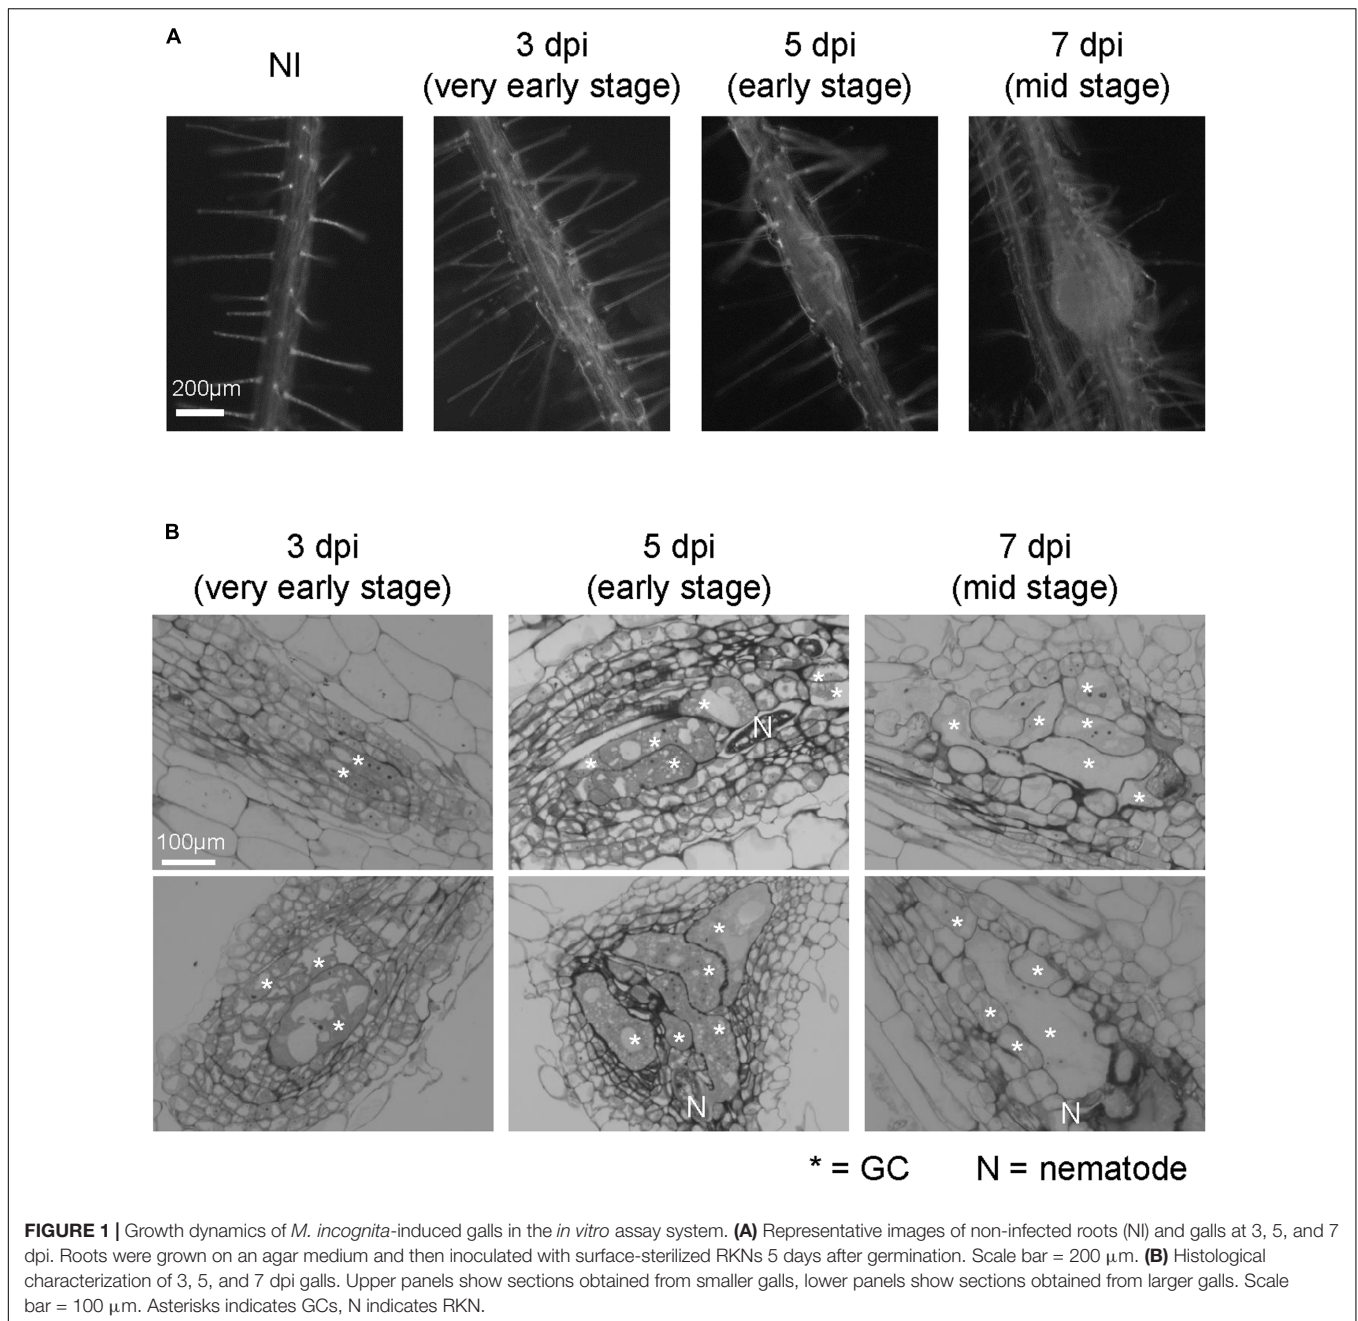 A
NI
3 dpi
(very early stage)
5 dpi
(early stage)
7 dpi
(mid stage)
200μm
B
3 dpi
(very early stage)
5 dpi
(early stage)
7 dpi
(mid stage)
* *
* * * * * *
N
* * * * * *
100μm
* * *
* * * * *
N
* * * * *
N
* = GC N = nematode
FIGURE 1 | Growth dynamics of M. incognita-induced galls in the in vitro assay system. (A) Representative images of non-infected roots (NI) and galls at 3, 5, and 7
dpi. Roots were grown on an agar medium and then inoculated with surface-sterilized RKNs 5 days after germination. Scale bar = 200 μm. (B) Histological
characterization of 3, 5, and 7 dpi galls. Upper panels show sections obtained from smaller galls, lower panels show sections obtained from larger galls. Scale
bar = 100 μm. Asterisks indicates GCs, N indicates RKN.